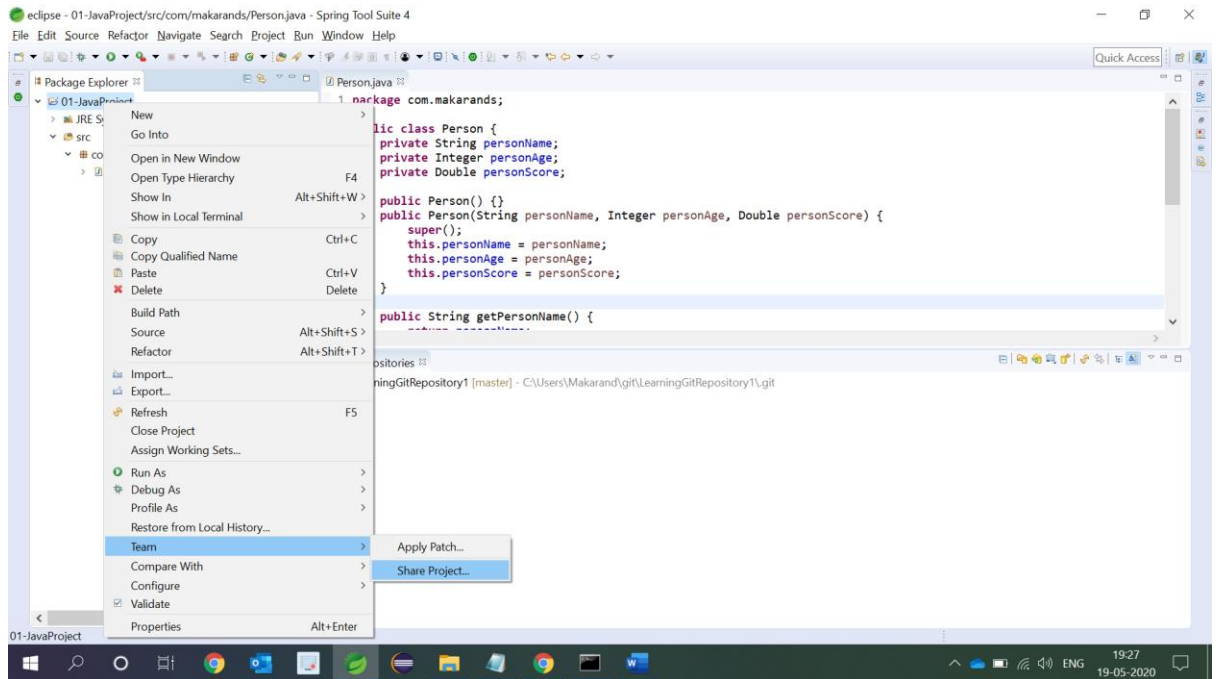 eclipse - 01-JavaProject/src/com/makarands/Person.java - Spring Tool Suite 4
File Edit Source Refactor Navigate Search Project Run Window Help
Quick Access
Package Explorer
Person.java
01-JavaProject
JRE Sy
src
co
1 package com.makarands;
lic class Person {
private String personName;
private Integer personAge;
private Double personScore;
public Person() {}
public Person(String personName, Integer personAge, Double personScore) {
super();
this.personName = personName;
this.personAge = personAge;
this.personScore = personScore;
}
public String getPersonName() {
return personName;
New
Go Into
Open in New Window
Open Type Hierarchy F4
Show In Alt+Shift+W >
Show in Local Terminal
Copy Ctrl+C
Copy Qualified Name
Paste Ctrl+V
Delete Delete
Build Path
Source Alt+Shift+S >
Refactor Alt+Shift+T >
Import...
Export...
Refresh F5
Close Project
Assign Working Sets...
Run As
Debug As
Profile As
Restore from Local History...
Team
Compare With
Configure
Validate
Properties Alt+Enter
Apply Patch...
Share Project...
ositories
ningGitRepository1 [master] - C:\Users\Makarand\git\LearningGitRepository1\.git
01-JavaProject
ENG
19:27
19-05-2020